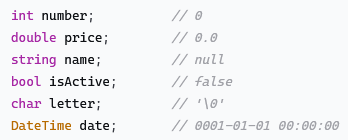 int number;          // 0
double price;        // 0.0
string name;         // null
bool isActive;       // false
char letter;         // '\0'
DateTime date;       // 0001-01-01 00:00:00